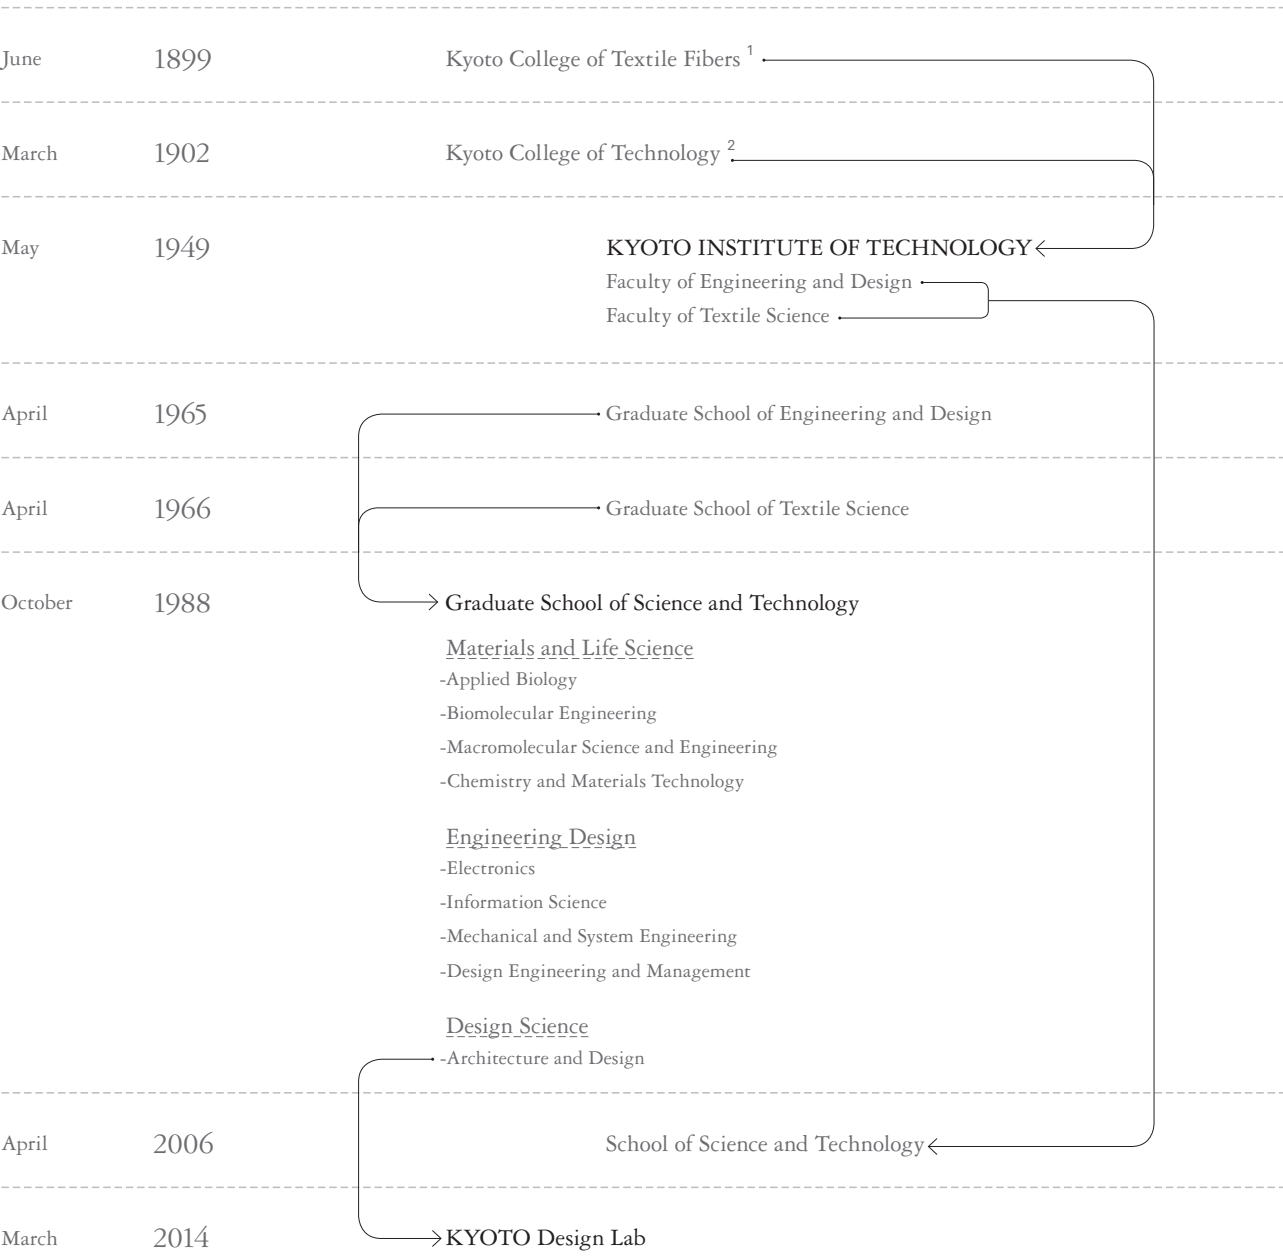 June 1899 Kyoto College of Textile Fibers 1
March 1902 Kyoto College of Technology 2
May 1949 KYOTO INSTITUTE OF TECHNOLOGY
Faculty of Engineering and Design
Faculty of Textile Science
April 1965 Graduate School of Engineering and Design
April 1966 Graduate School of Textile Science
October 1988 Graduate School of Science and Technology
Materials and Life Science
-Applied Biology
-Biomolecular Engineering
-Macromolecular Science and Engineering
-Chemistry and Materials Technology
Engineering Design
-Electronics
-Information Science
-Mechanical and System Engineering
-Design Engineering and Management
Design Science
-Architecture and Design
April 2006 School of Science and Technology
March 2014 KYOTO Design Lab